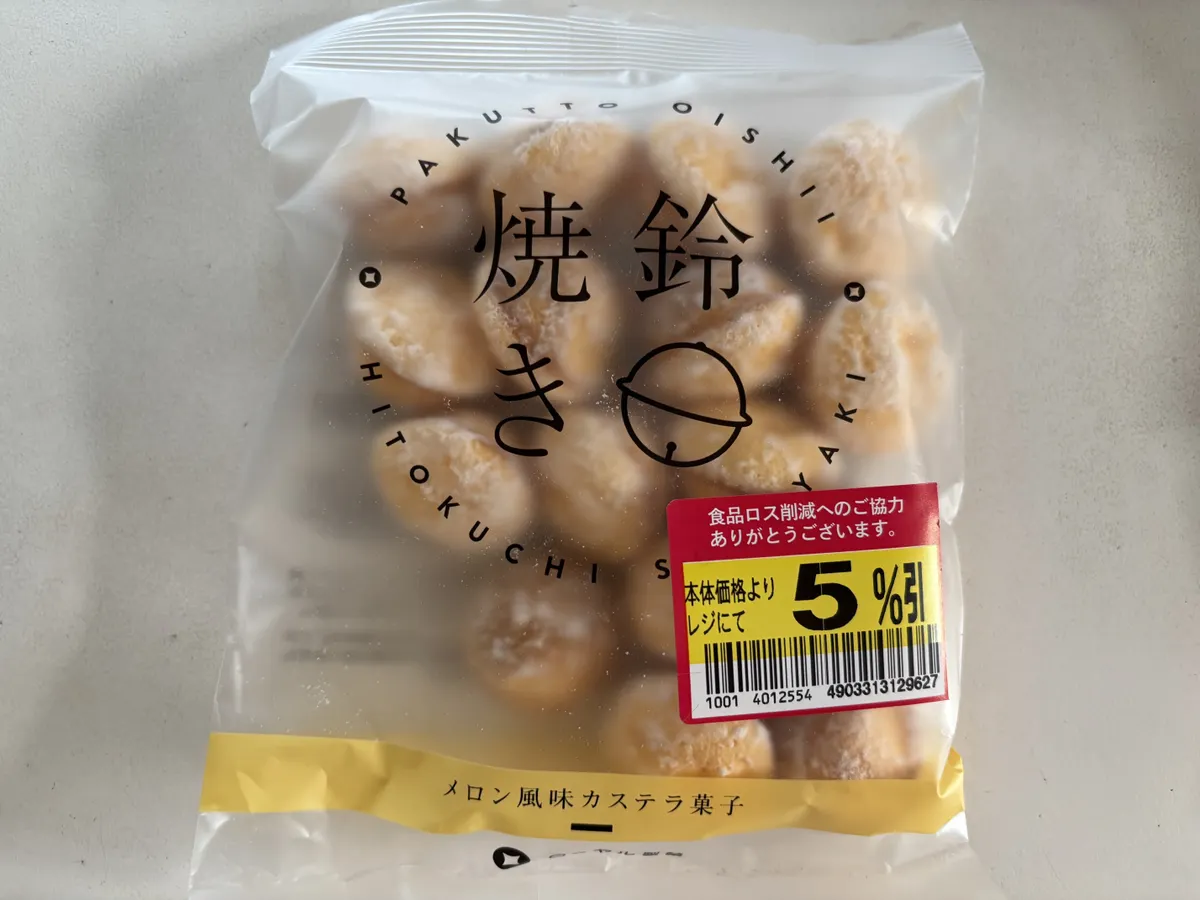 PAKUTTO OISHII
鈴焼き
HITOKUCHI S YAKI
食品ロス削減へのご協力
ありがとうございます。
本体価格より
レジにて
5%引
1001 4012554 4903313129627
メロン風味カステラ菓子